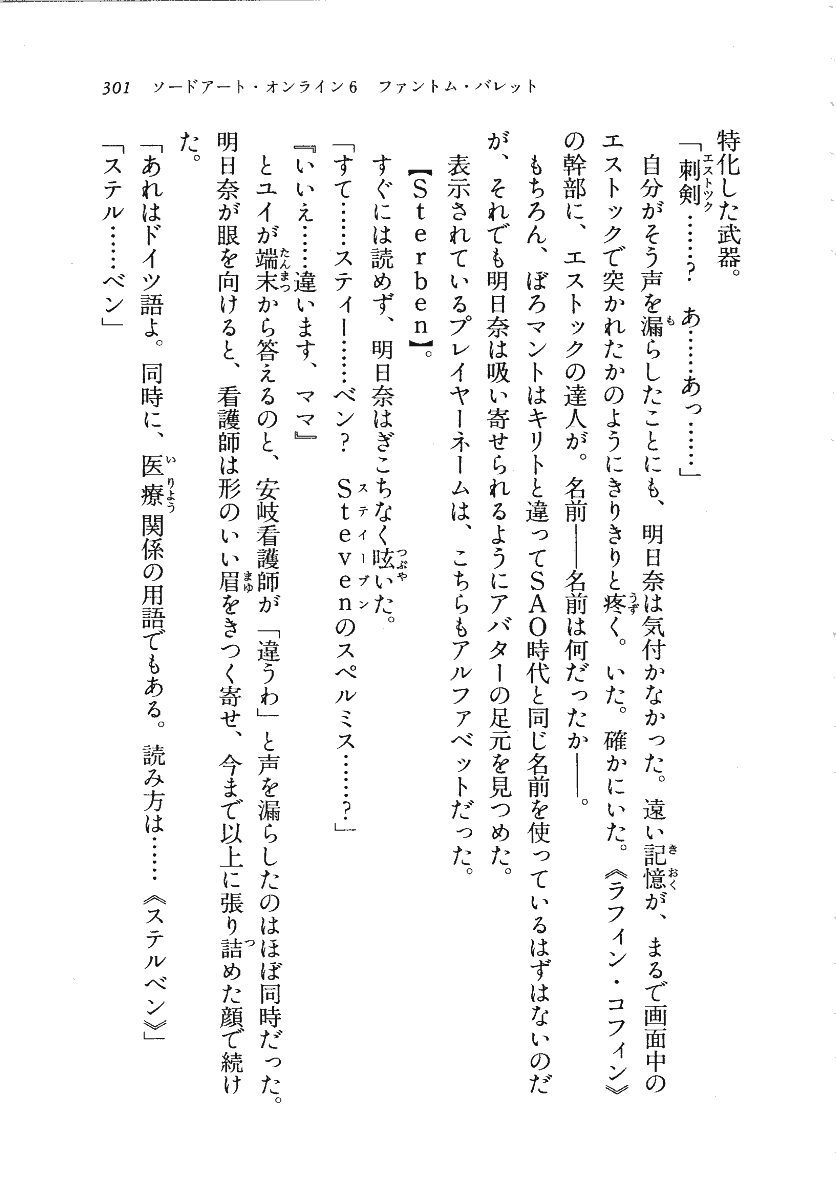 301　ソードアート・オンライン6　ファントム・バレット
特化した武器。
「刺剣……？　あ……あっ……」
自分がそう声を漏らしたことにも、明日奈は気付かなかった。遠い記憶が、まるで画面中の
エストックで突かれたかのようにきりきりと疼く。いた。確かにいた。《ラフィン・コフィン》
の幹部に、エストックの達人が。名前――名前は何だったか――。
もちろん、ぼろマントはキリトと違ってSAO時代と同じ名前を使っているはずはないのだ
が、それでも明日奈は吸い寄せられるようにアバターの足元を見つめた。
表示されているプレイヤーネームは、こちらもアルファベットだった。
【Sterben】。
すぐには読めず、明日奈はぎこちなく呟いた。
「すて……スティー……ベン？　Stevenのスペルミス……？」
『いいえ……違います、ママ』
とユイが端末から答えるのと、安岐看護師が「違うわ」と声を漏らしたのはほぼ同時だった。
明日奈が眼を向けると、看護師は形のいい眉をきつく寄せ、今まで以上に張り詰めた顔で続け
た。
「あれはドイツ語よ。同時に、医療関係の用語でもある。読み方は……《ステルベン》」
「ステル……ベン」